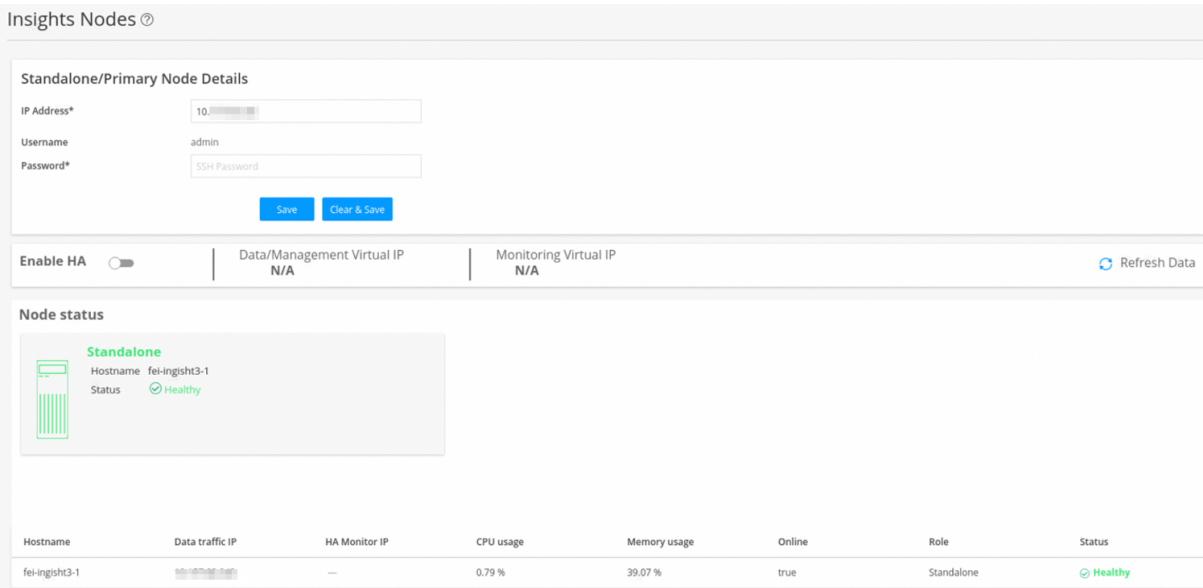 Insights Nodes
Standalone/Primary Node Details
IP Address* 10.
Username admin
Password* SSH Password
Save Clear & Save
Enable HA Data/Management Virtual IP Monitoring Virtual IP Refresh Data
N/A N/A
Node status
Standalone
Hostname fei-ingisht3-1
Status Healthy
Hostname Data traffic IP HA Monitor IP CPU usage Memory usage Online Role Status
fei-ingisht3-1 — 0.79 % 39.07 % true Standalone Healthy